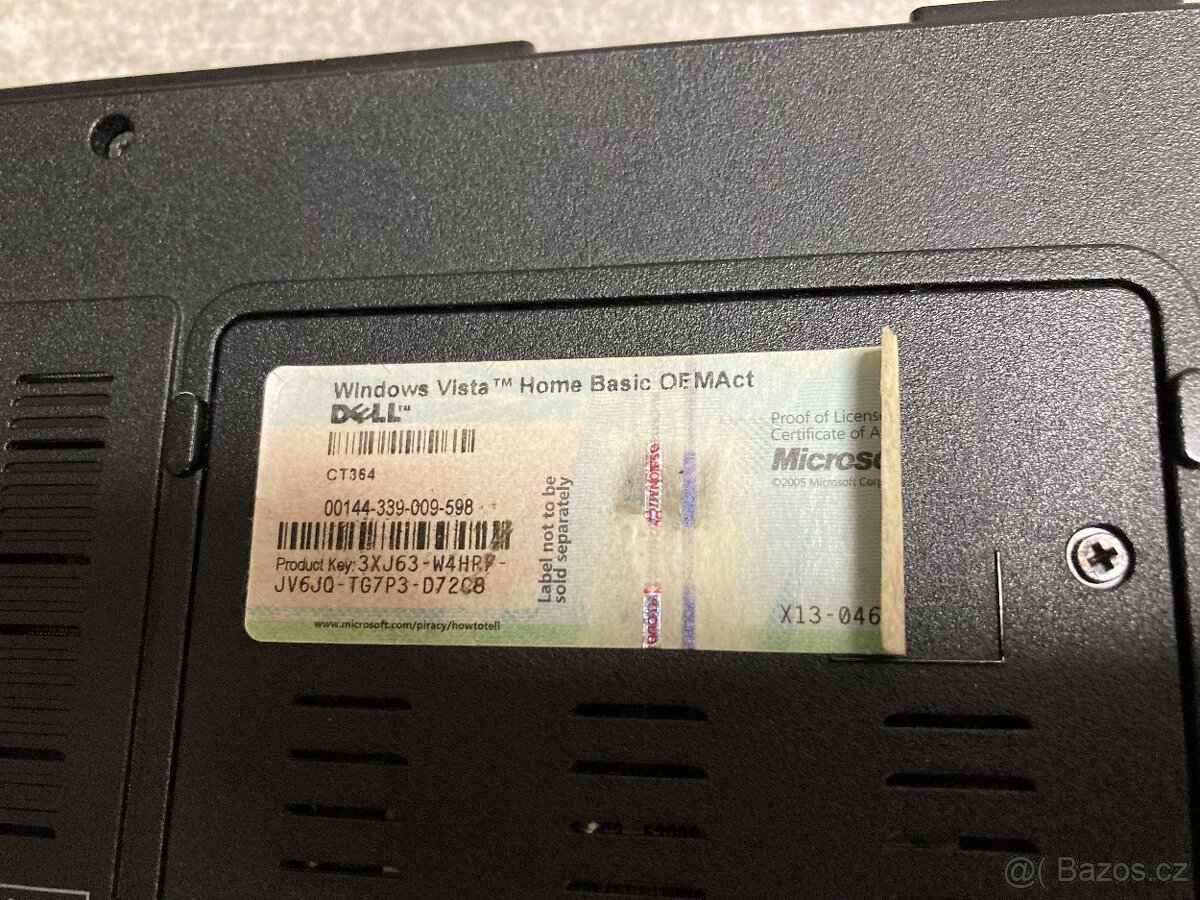 Windows Vista™ Home Basic OEMAct
DELL™
CT364
00144-339-009-598
Product Key: 3XJ63-W4HRP-
JV6JQ-TG7P3-D72C8
www.microsoft.com/piracy/howtotell
Label not to be
sold separately
Proof of License
Certificate of A
Microso
©2005 Microsoft Corp
X13-046
@( Bazos.cz